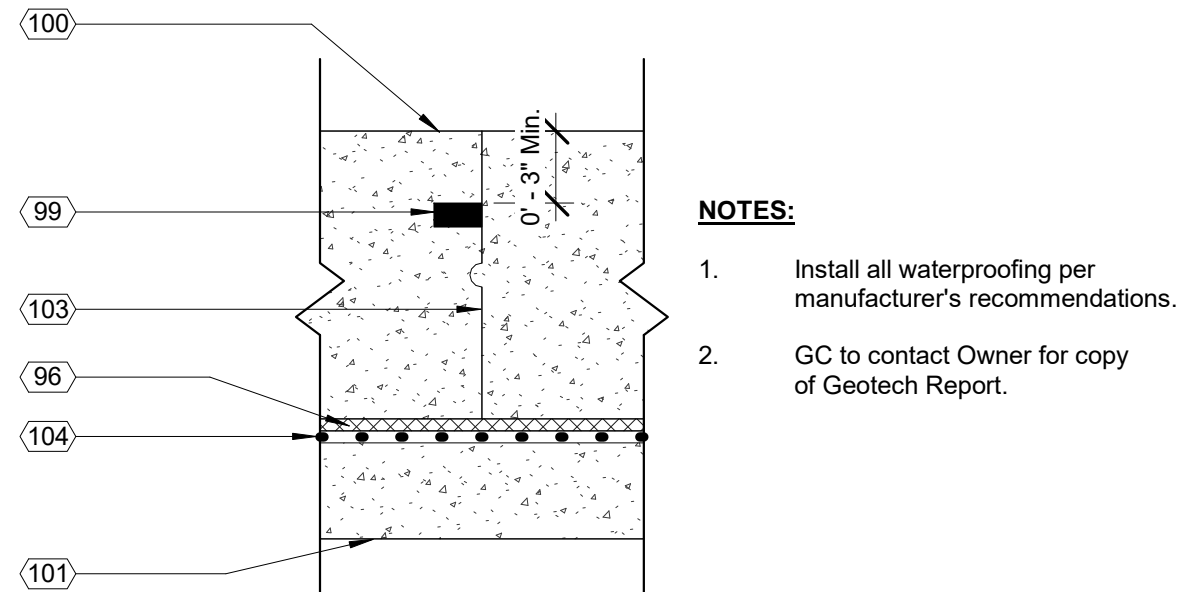 100
99
103
96
104
101
0' - 3" Min.
NOTES:
1. Install all waterproofing per
manufacturer's recommendations.
2. GC to contact Owner for copy
of Geotech Report.